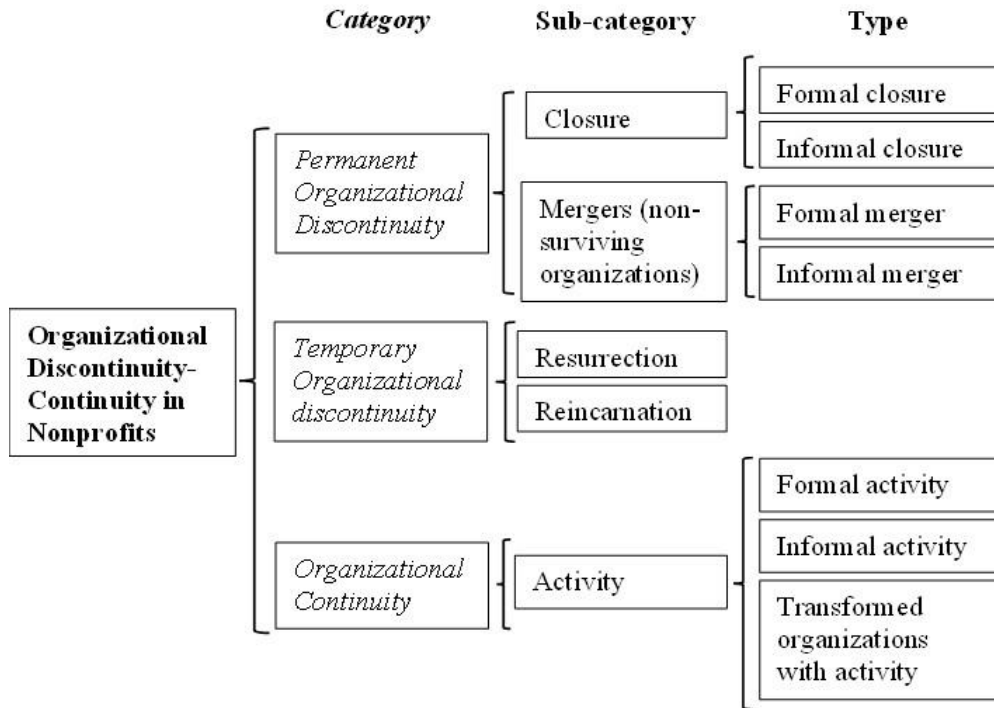 Category Sub-category Type
Formal closure
Closure
Informal closure
Permanent
Organizational
Discontinuity
Mergers (non-
surviving
organizations)
Formal merger
Informal merger
Organizational
Discontinuity-
Continuity in
Nonprofits
Temporary
Organizational
discontinuity
Resurrection
Reincarnation
Organizational
Continuity
Activity
Formal activity
Informal activity
Transformed
organizations
with activity